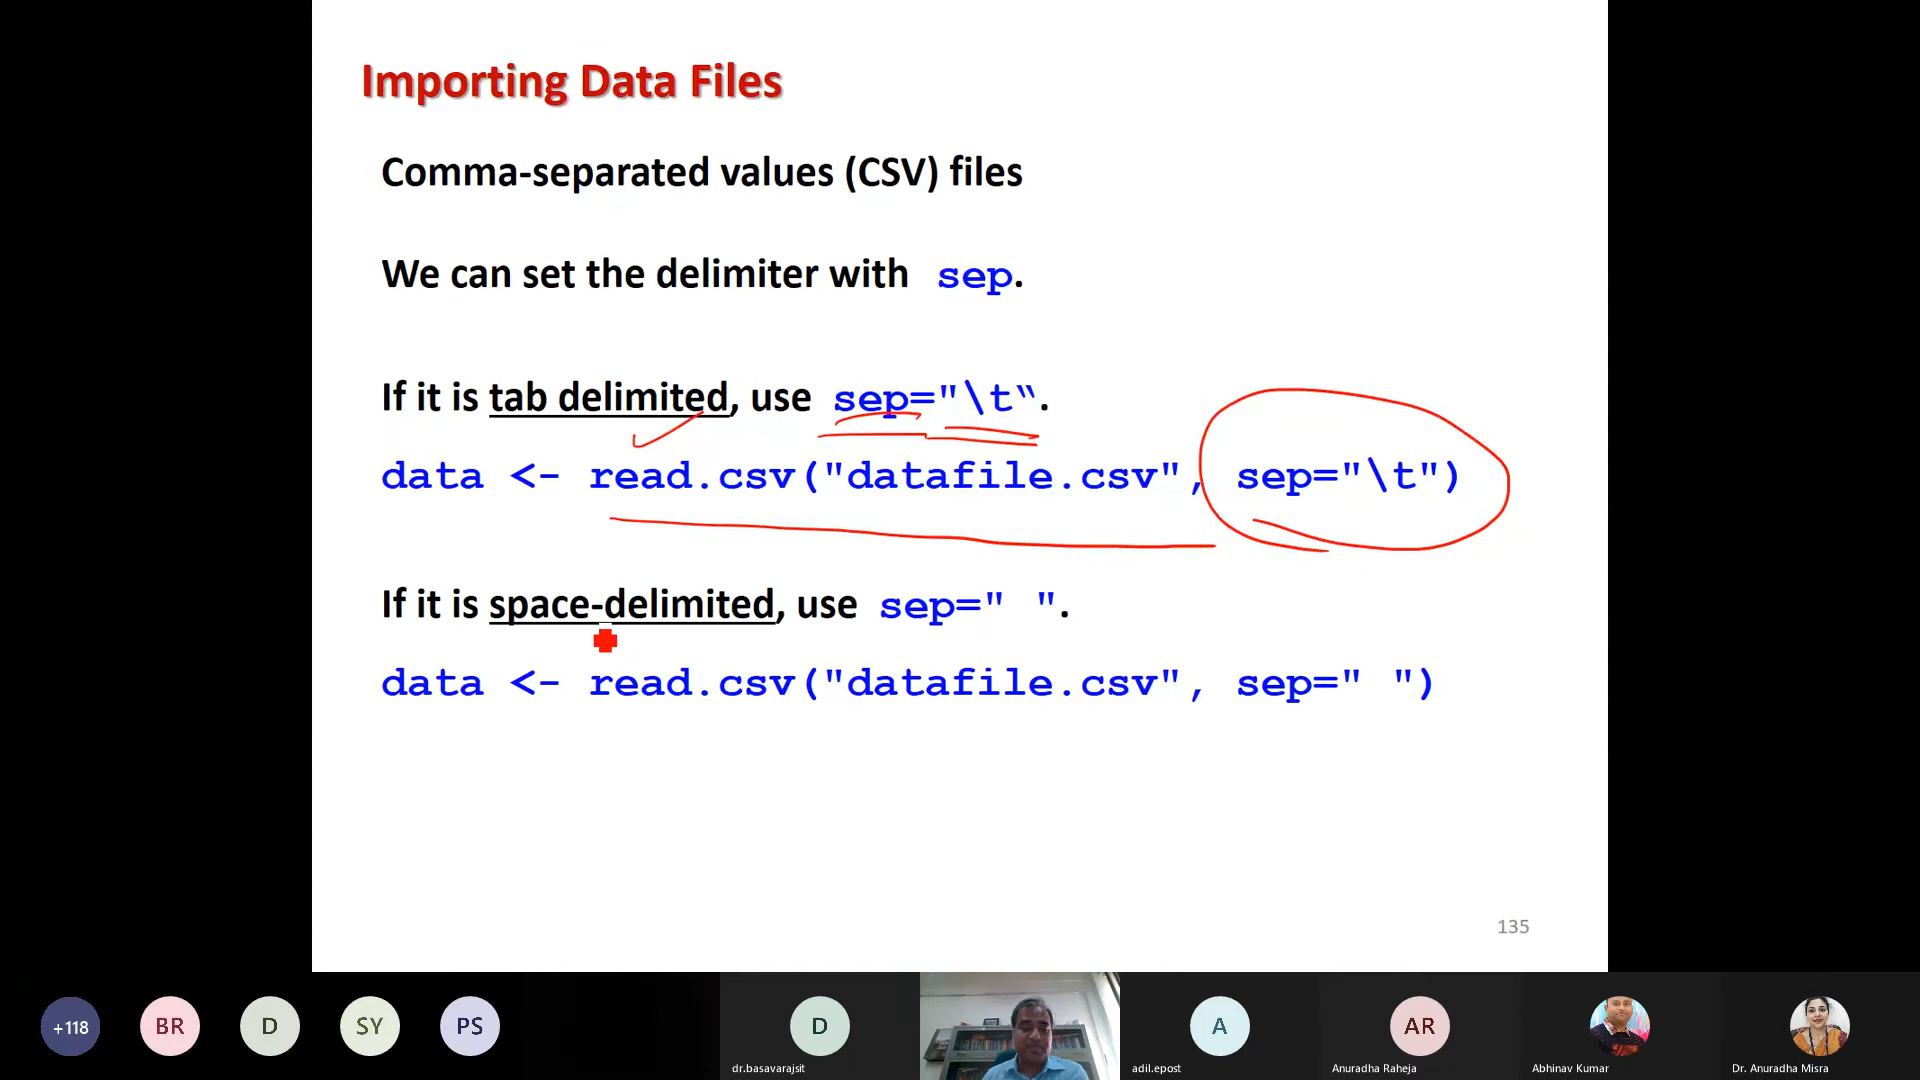 Importing Data Files
Comma-separated values (CSV) files
We can set the delimiter with sep.
If it is tab delimited, use sep="\t“.
data <- read.csv("datafile.csv", sep="\t")
If it is space-delimited, use sep=" ".
data <- read.csv("datafile.csv", sep=" ")
135
+118 BR D SY PS D A AR
dr.basavarajsit adil.epost Anuradha Raheja Abhinav Kumar Dr. Anuradha Misra